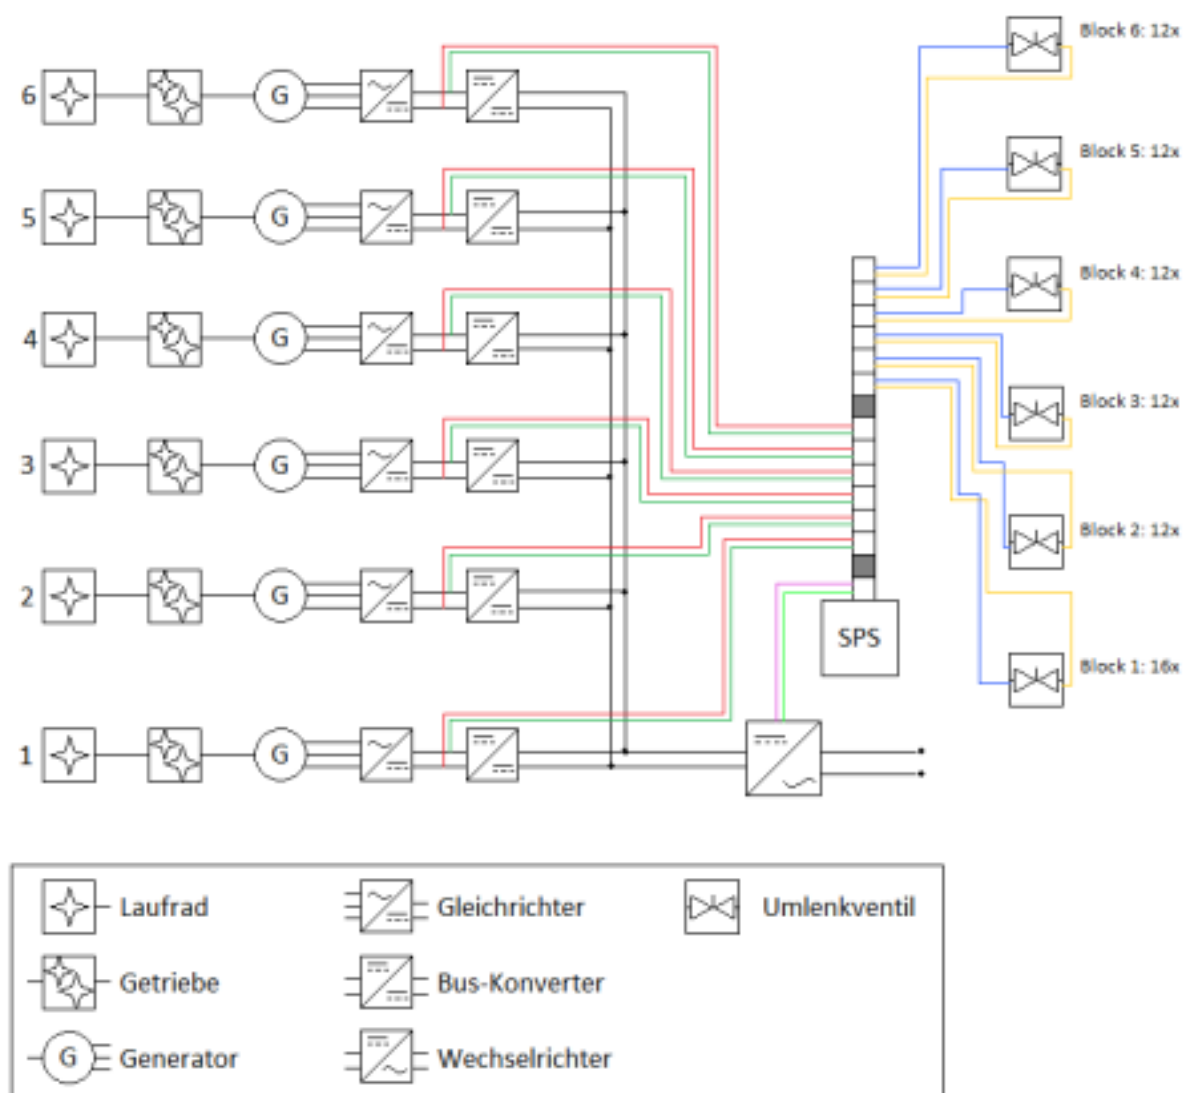 Block 6: 12x
6 G
Block 5: 12x
5 G
Block 4: 12x
4 G
Block 3: 12x
3 G
Block 2: 12x
2 G
SPS
Block 1: 16x
1 G
Laufrad Gleichrichter Umlenkventil
Getriebe Bus-Konverter
G Generator Wechselrichter